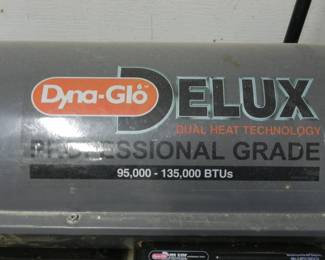 Dyna-Glo
DELUX
DUAL HEAT TECHNOLOGY
PROFESSIONAL GRADE
95,000 - 135,000 BTUs